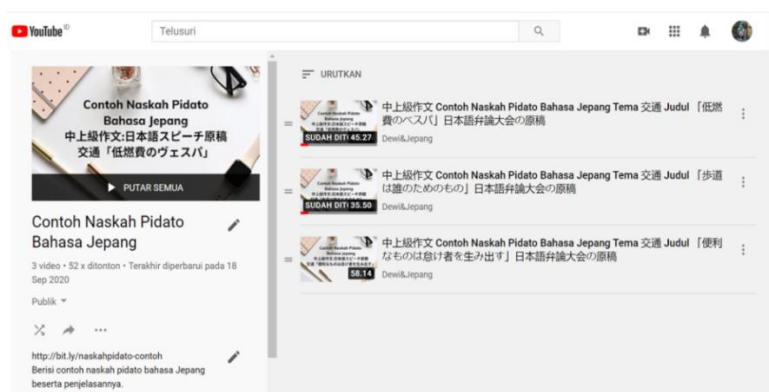 YouTube ID
Telusuri
Contoh Naskah Pidato
Bahasa Jepang
中上級作文:日本語スピーチ原稿
交通「低燃費のヴェスパ」
PUTAR SEMUA
Contoh Naskah Pidato
Bahasa Jepang
3 video • 52 x ditonton • Terakhir diperbarui pada 18
Sep 2020
Publik
http://bit.ly/naskahpidato-contoh
Berisi contoh naskah pidato bahasa Jepang
beserta penjelasannya.
URUTKAN
SUDAH DIT 45.27
中上級作文 Contoh Naskah Pidato Bahasa Jepang Tema 交通 Judul 「低燃
費のベスパ」日本語弁論大会の原稿
Dewi&Jepang
SUDAH DIT 35.50
中上級作文 Contoh Naskah Pidato Bahasa Jepang Tema 交通 Judul 「歩道
は誰のためのもの」日本語弁論大会の原稿
Dewi&Jepang
58.14
中上級作文 Contoh Naskah Pidato Bahasa Jepang Tema 交通 Judul 「便利
なものは怠け者を生み出す」日本語弁論大会の原稿
Dewi&Jepang